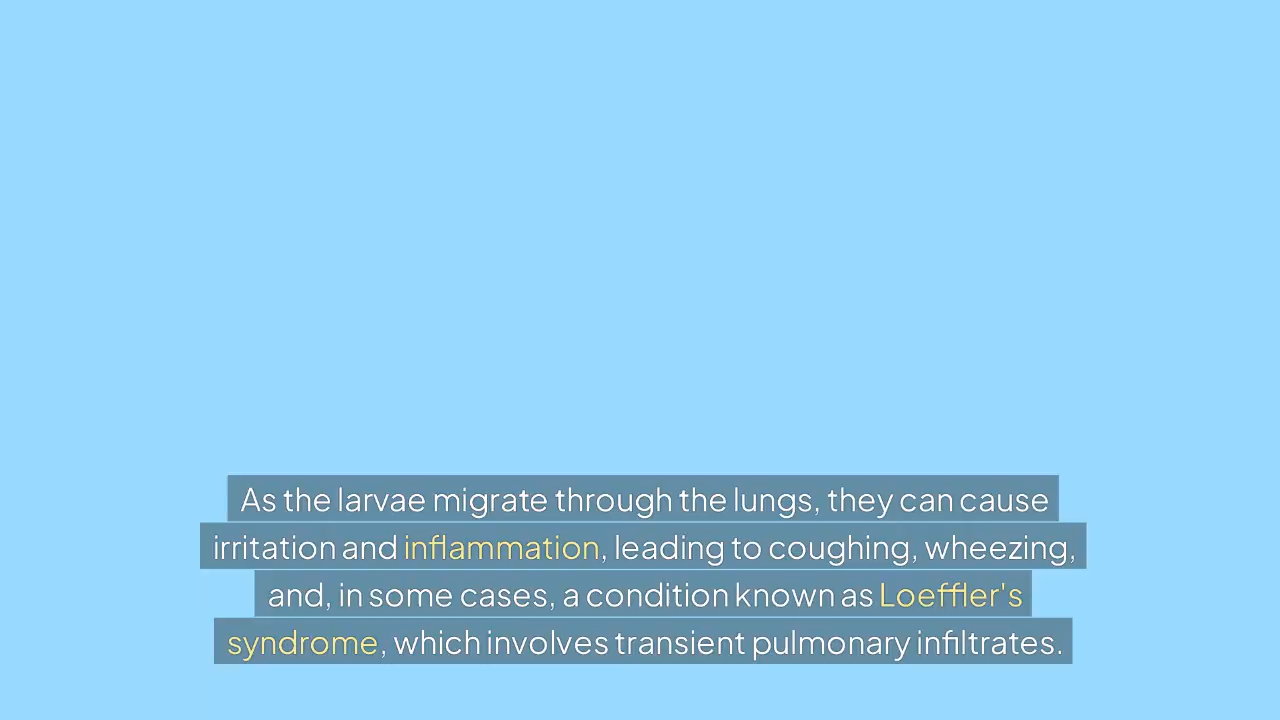 As the larvae migrate through the lungs, they can cause
irritation and inflammation, leading to coughing, wheezing,
and, in some cases, a condition known as Loeffler's
syndrome, which involves transient pulmonary infiltrates.